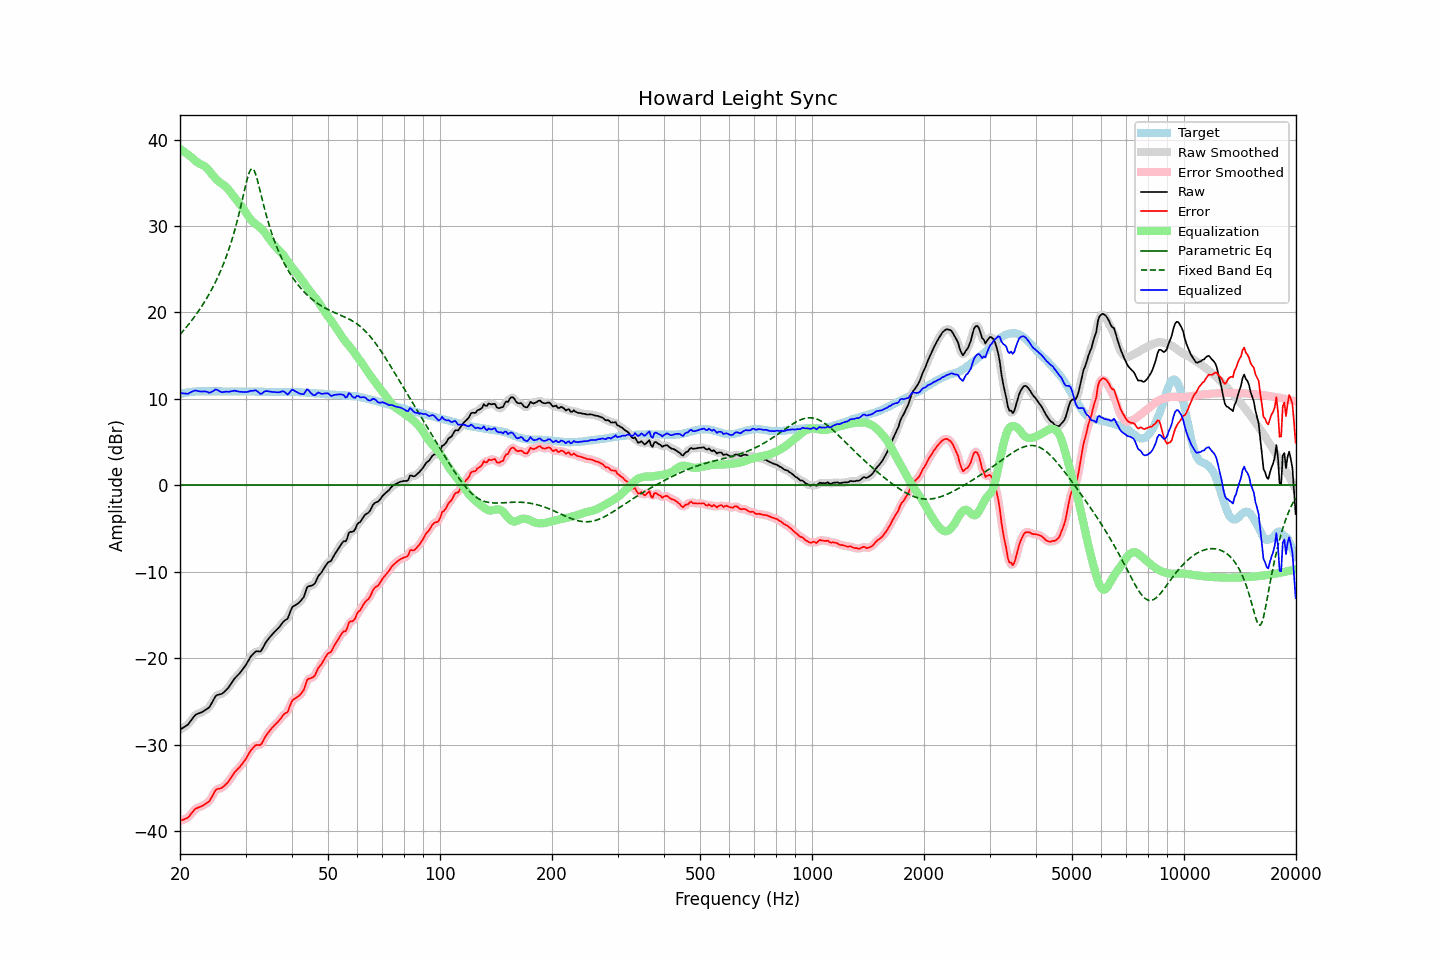 Howard Leight Sync
Target
Raw Smoothed
Error Smoothed
Raw
Error
Equalization
Parametric Eq
Fixed Band Eq
Equalized
Amplitude (dBr)
40
30
20
10
0
−10
−20
−30
−40
20 50 100 200 500 1000 2000 5000 10000 20000
Frequency (Hz)